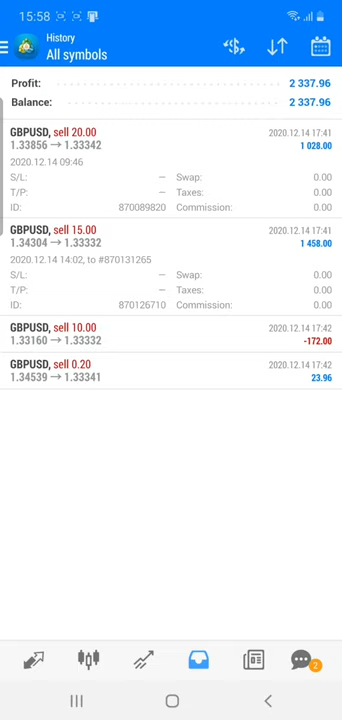 15:58
History
All symbols
Profit: 2 337.96
Balance: 2 337.96
GBPUSD, sell 20.00 2020.12.14 17:41
1.33856 → 1.33342 1 028.00
2020.12.14 09:46
S/L: – Swap: 0.00
T/P: – Taxes: 0.00
ID: 870089820 Commission: 0.00
GBPUSD, sell 15.00 2020.12.14 17:41
1.34304 → 1.33332 1 458.00
2020.12.14 14:02, to #870131265
S/L: – Swap: 0.00
T/P: – Taxes: 0.00
ID: 870126710 Commission: 0.00
GBPUSD, sell 10.00 2020.12.14 17:42
1.33160 → 1.33332 -172.00
GBPUSD, sell 0.20 2020.12.14 17:42
1.34539 → 1.33341 23.96
2